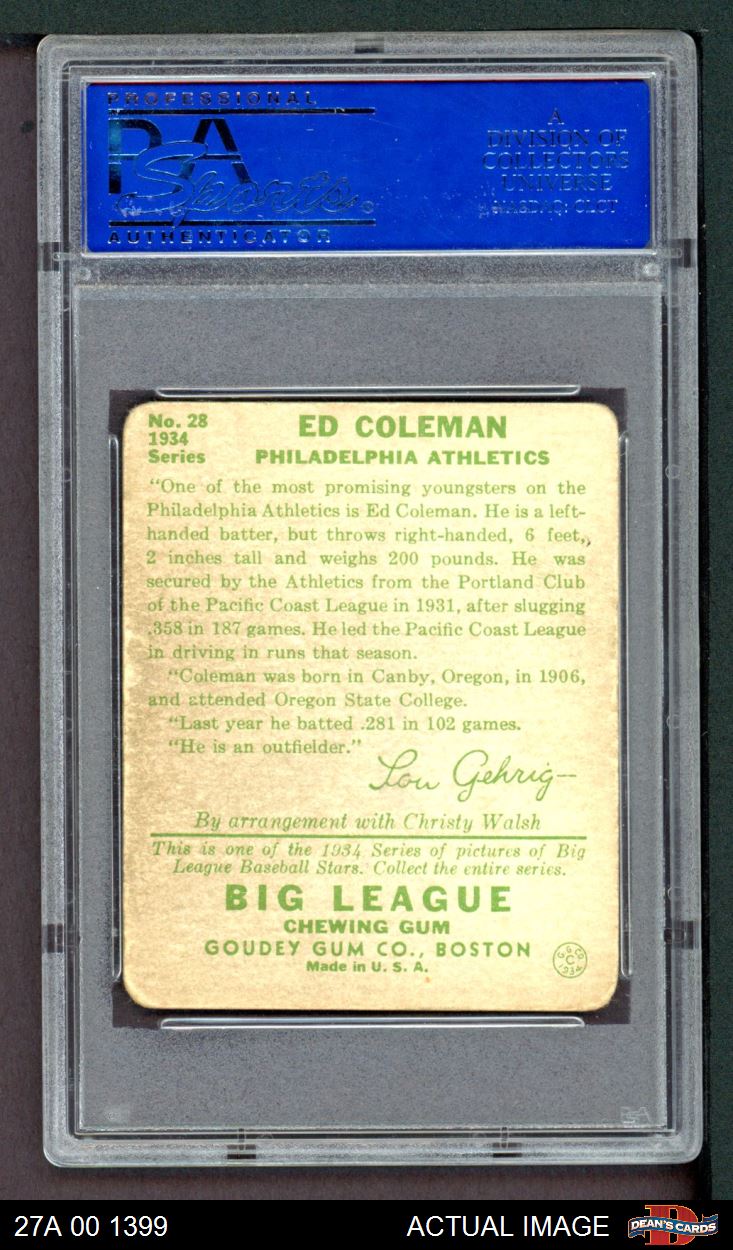 PROFESSIONAL
PSA
Sports
AUTHENTICATOR
A
DIVISION OF
COLLECTORS
UNIVERSE
NASDAQ: CLCT
No. 28
1934
Series
ED COLEMAN
PHILADELPHIA ATHLETICS
"One of the most promising youngsters on the
Philadelphia Athletics is Ed Coleman. He is a left-
handed batter, but throws right-handed, 6 feet,
2 inches tall and weighs 200 pounds. He was
secured by the Athletics from the Portland Club
of the Pacific Coast League in 1931, after slugging
.358 in 187 games. He led the Pacific Coast League
in driving in runs that season.
"Coleman was born in Canby, Oregon, in 1906,
and attended Oregon State College.
"Last year he batted .281 in 102 games.
"He is an outfielder."
Lou Gehrig--
By arrangement with Christy Walsh
This is one of the 1934 Series of pictures of Big
League Baseball Stars. Collect the entire series.
BIG LEAGUE
CHEWING GUM
GOUDEY GUM CO., BOSTON
Made in U. S. A.
G G CO
C
1934
PSA
27A 00 1399
ACTUAL IMAGE
DEAN'S CARDS